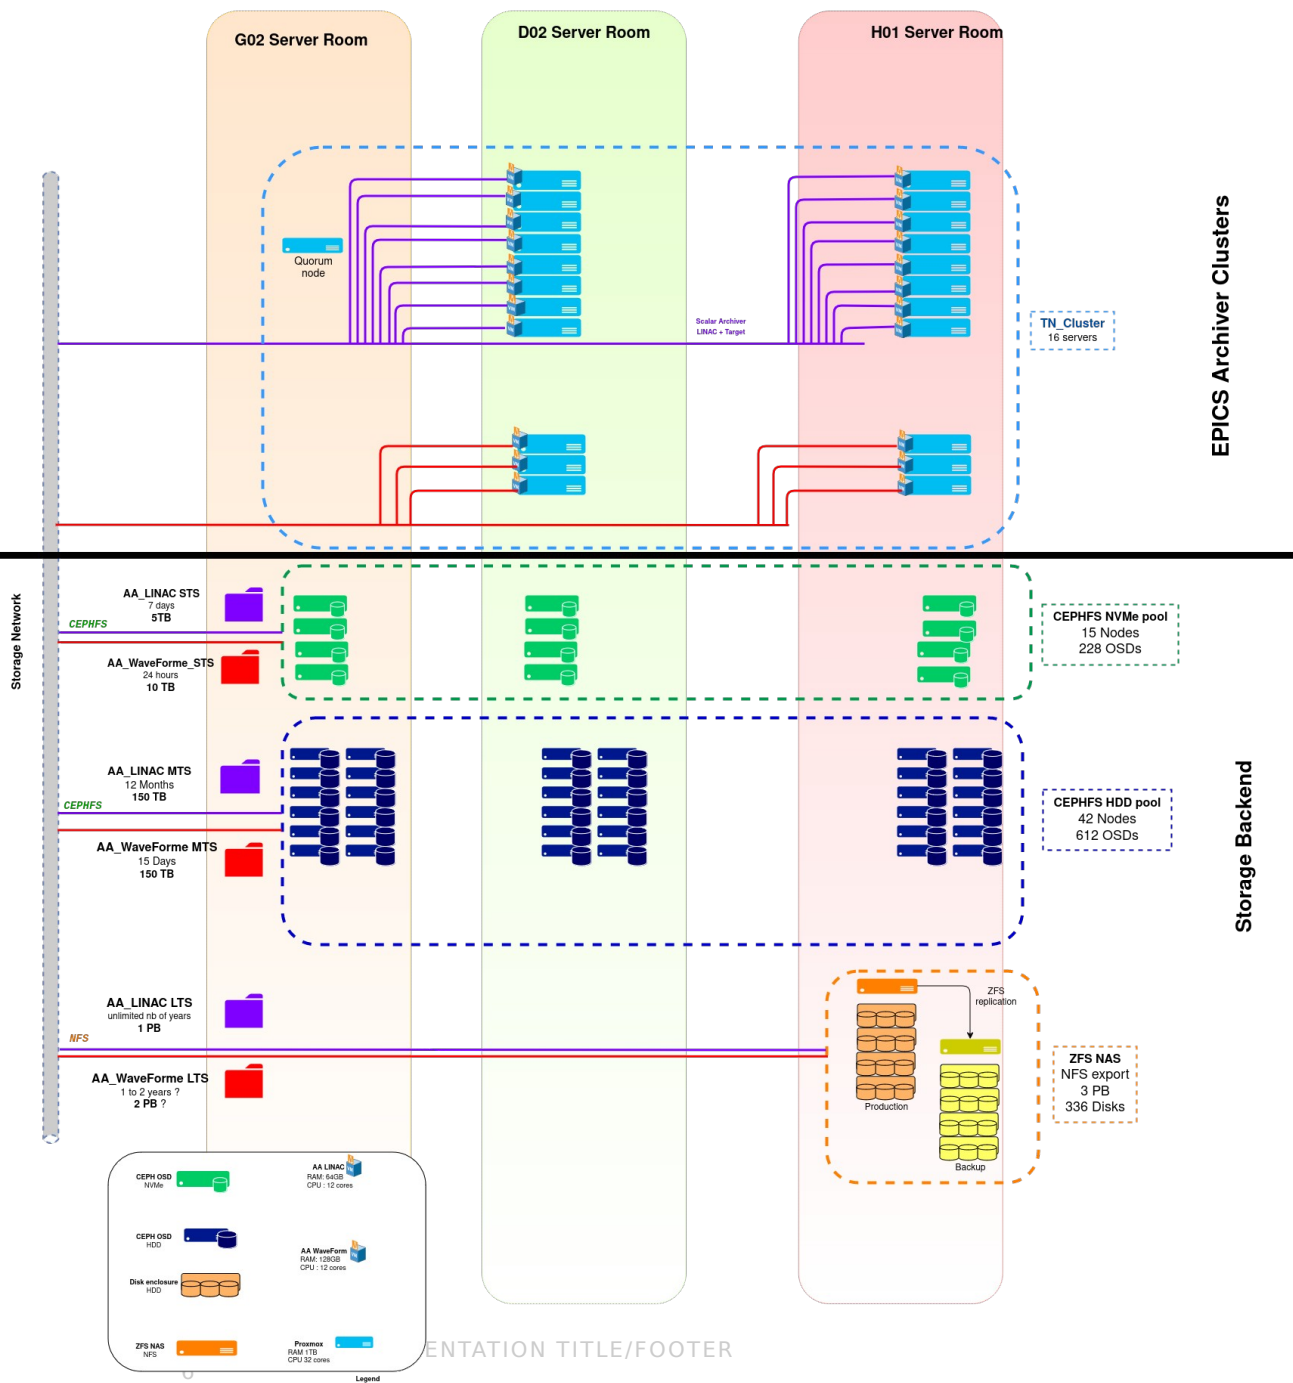 G02 Server Room
D02 Server Room
H01 Server Room
Quorum
node
Scalar Archiver
LINAC + Target
TN_Cluster
16 servers
EPICS Archiver Clusters
Storage Network
AA_LINAC STS
7 days
5TB
CEPHFS
AA_WaveForme_STS
24 hours
10 TB
CEPHFS NVMe pool
15 Nodes
228 OSDs
AA_LINAC MTS
12 Months
150 TB
CEPHFS
AA_WaveForme MTS
15 Days
150 TB
CEPHFS HDD pool
42 Nodes
612 OSDs
Storage Backend
AA_LINAC LTS
unlimited nb of years
1 PB
NFS
AA_WaveForme LTS
1 to 2 years ?
2 PB ?
ZFS
replication
Production
Backup
ZFS NAS
NFS export
3 PB
336 Disks
CEPH OSD
NVMe
AA LINAC
RAM: 64GB
CPU : 12 cores
CEPH OSD
HDD
AA WaveForm
RAM: 128GB
CPU : 12 cores
Disk enclosure
HDD
ZFS NAS
NFS
Proxmox
RAM 1TB
CPU 32 cores
Legend
ENTATION TITLE/FOOTER